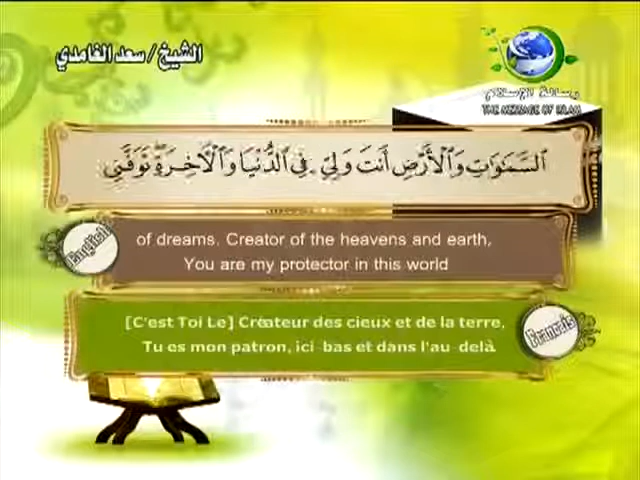 الشيخ / سعد الغامدي
رسالة الإسلام
THE MESSAGE OF ISLAM
ٱلسَّمَٰوَٰتِ وَٱلْأَرْضِ أَنتَ وَلِىِّۦ فِى ٱلدُّنْيَا وَٱلْءَاخِرَةِ ۖ تَوَفَّنِى
English
of dreams. Creator of the heavens and earth,
You are my protector in this world
[C'est Toi Le] Créateur des cieux et de la terre,
Tu es mon patron, ici-bas et dans l'au-delà.
Francais